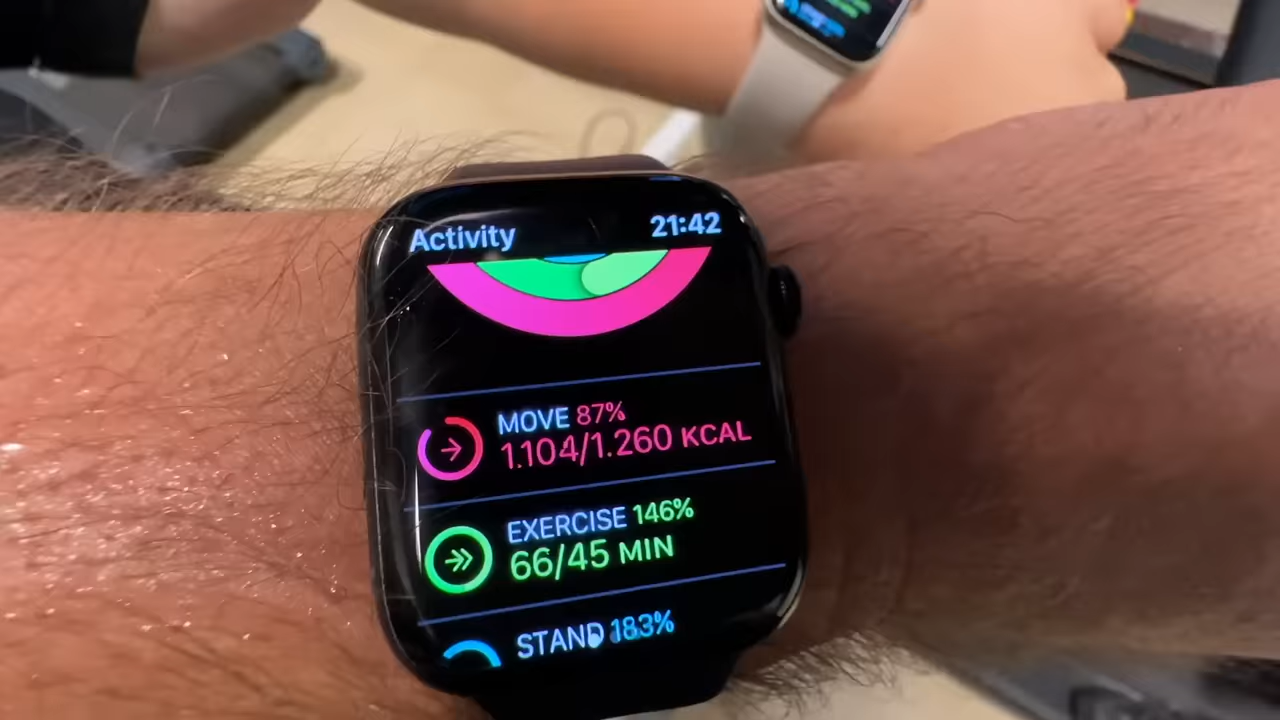 Activity 21:42
MOVE 87%
1.104/1.260 KCAL
EXERCISE 146%
66/45 MIN
STAND 183%